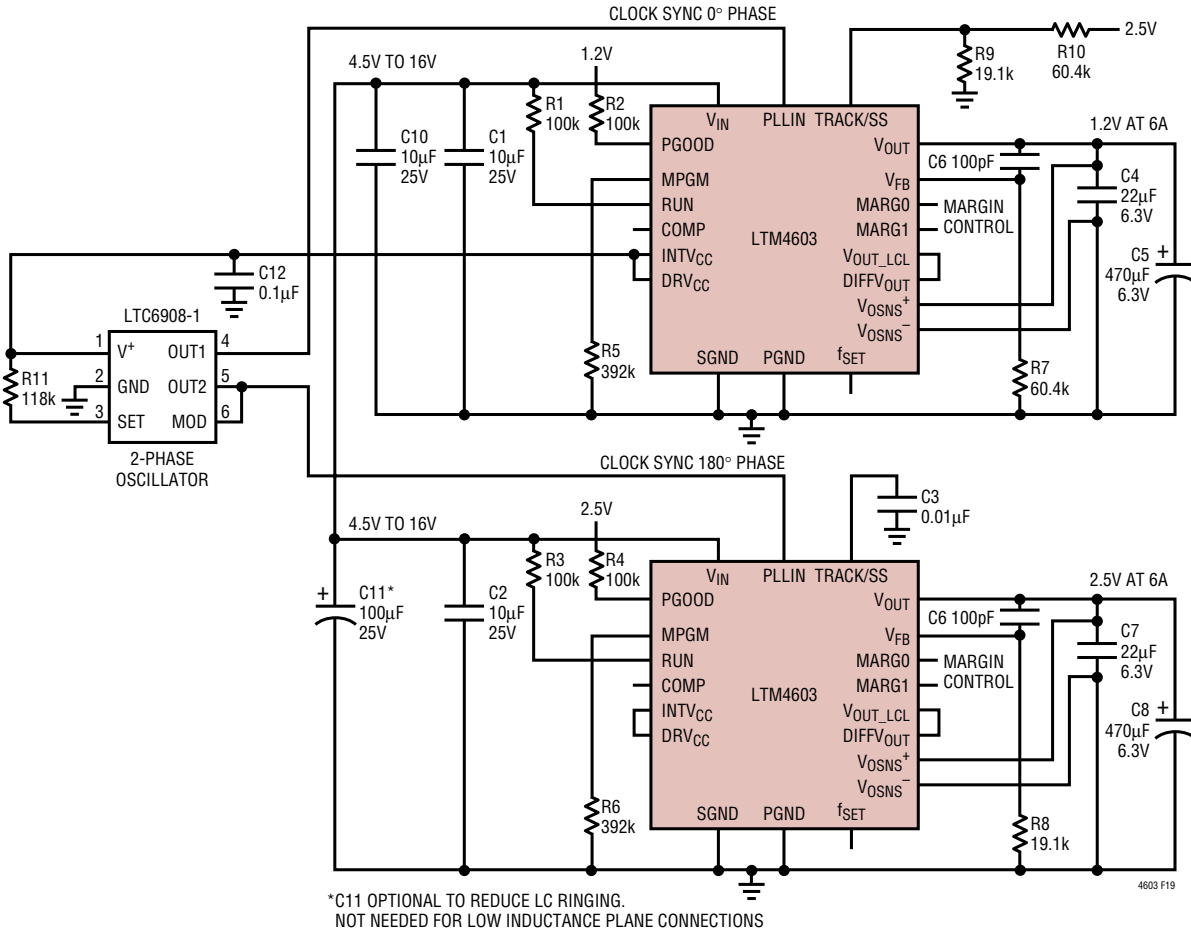 CLOCK SYNC 0° PHASE
4.5V TO 16V
1.2V
2.5V
R9
19.1k
R10
60.4k
C10
10µF
25V
C1
10µF
25V
R1
100k
R2
100k
VIN
PLLIN
TRACK/SS
PGOOD
MPGM
RUN
COMP
INTVCC
DRVCC
LTM4603
VOUT
VFB
MARG0
MARG1
VOUT_LCL
DIFFVOUT
VOSNS+
VOSNS–
SGND
PGND
fSET
1.2V AT 6A
C6 100pF
MARGIN
CONTROL
C4
22µF
6.3V
C5
470µF
6.3V
+
R5
392k
R7
60.4k
C12
0.1µF
LTC6908-1
1
V+
OUT1
4
2
GND
OUT2
5
3
SET
MOD
6
R11
118k
2-PHASE
OSCILLATOR
CLOCK SYNC 180° PHASE
4.5V TO 16V
2.5V
C3
0.01µF
+
C11*
100µF
25V
C2
10µF
25V
R3
100k
R4
100k
VIN
PLLIN
TRACK/SS
PGOOD
MPGM
RUN
COMP
INTVCC
DRVCC
LTM4603
VOUT
VFB
MARG0
MARG1
VOUT_LCL
DIFFVOUT
VOSNS+
VOSNS–
SGND
PGND
fSET
2.5V AT 6A
C6 100pF
MARGIN
CONTROL
C7
22µF
6.3V
C8
470µF
6.3V
+
R6
392k
R8
19.1k
4603 F19
*C11 OPTIONAL TO REDUCE LC RINGING.
NOT NEEDED FOR LOW INDUCTANCE PLANE CONNECTIONS